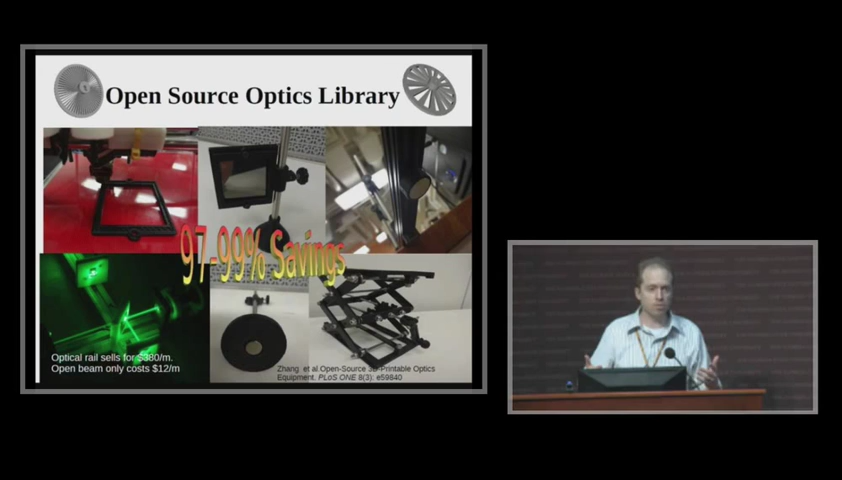 Open Source Optics Library
97-99% Savings
Optical rail sells for $380/m.
Open beam only costs $12/m
Zhang. et al.Open-Source 3D-Printable Optics
Equipment. PLoS ONE 8(3): e59840